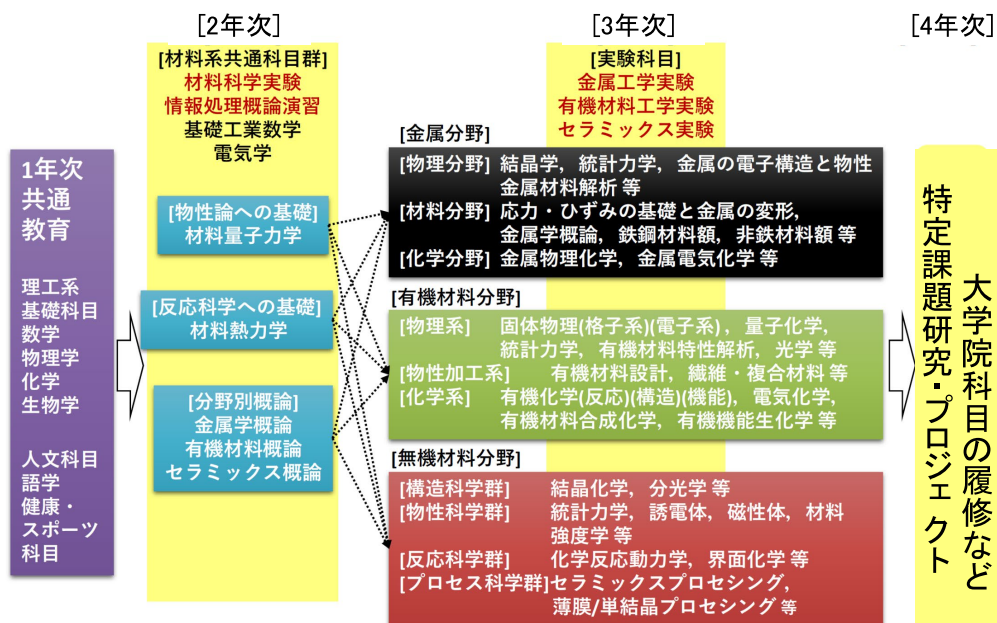 [2年次]
[3年次]
[4年次]
1年次
共通
教育
理工系
基礎科目
数学
物理学
化学
生物学
人文科目
語学
健康・
スポーツ
科目
[材料系共通科目群]
材料科学実験
情報処理概論演習
基礎工業数学
電気学
[物性論への基礎]
材料量子力学
[反応科学への基礎]
材料熱力学
[分野別概論]
金属学概論
有機材料概論
セラミックス概論
[実験科目]
金属工学実験
有機材料工学実験
セラミックス実験
[金属分野]
[物理分野] 結晶学, 統計力学, 金属の電子構造と物性
金属材料解析 等
[材料分野] 応力・ひずみの基礎と金属の変形,
金属学概論, 鉄鋼材料額, 非鉄材料額 等
[化学分野] 金属物理化学, 金属電気化学 等
[有機材料分野]
[物理系] 固体物理(格子系)(電子系), 量子化学,
統計力学, 有機材料特性解析, 光学 等
[物性加工系] 有機材料設計, 繊維・複合材料 等
[化学系] 有機化学(反応)(構造)(機能), 電気化学,
有機材料合成化学, 有機機能生化学 等
[無機材料分野]
[構造科学群] 結晶化学, 分光学 等
[物性科学群] 統計力学, 誘電体, 磁性体, 材料
強度学 等
[反応科学群] 化学反応動力学, 界面化学 等
[プロセス科学群]セラミックスプロセシング,
薄膜/単結晶プロセシング 等
特定課題研究・プロジェクト
大学院科目の履修など